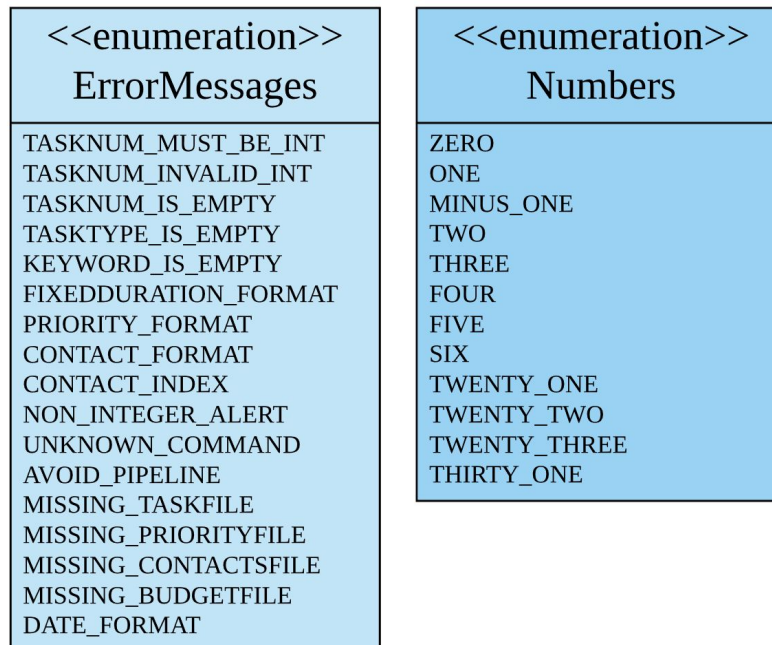 <<enumeration>>
ErrorMessages
TASKNUM_MUST_BE_INT
TASKNUM_INVALID_INT
TASKNUM_IS_EMPTY
TASKTYPE_IS_EMPTY
KEYWORD_IS_EMPTY
FIXEDDURATION_FORMAT
PRIORITY_FORMAT
CONTACT_FORMAT
CONTACT_INDEX
NON_INTEGER_ALERT
UNKNOWN_COMMAND
AVOID_PIPELINE
MISSING_TASKFILE
MISSING_PRIORITYFILE
MISSING_CONTACTSFILE
MISSING_BUDGETFILE
DATE_FORMAT
<<enumeration>>
Numbers
ZERO
ONE
MINUS_ONE
TWO
THREE
FOUR
FIVE
SIX
TWENTY_ONE
TWENTY_TWO
TWENTY_THREE
THIRTY_ONE